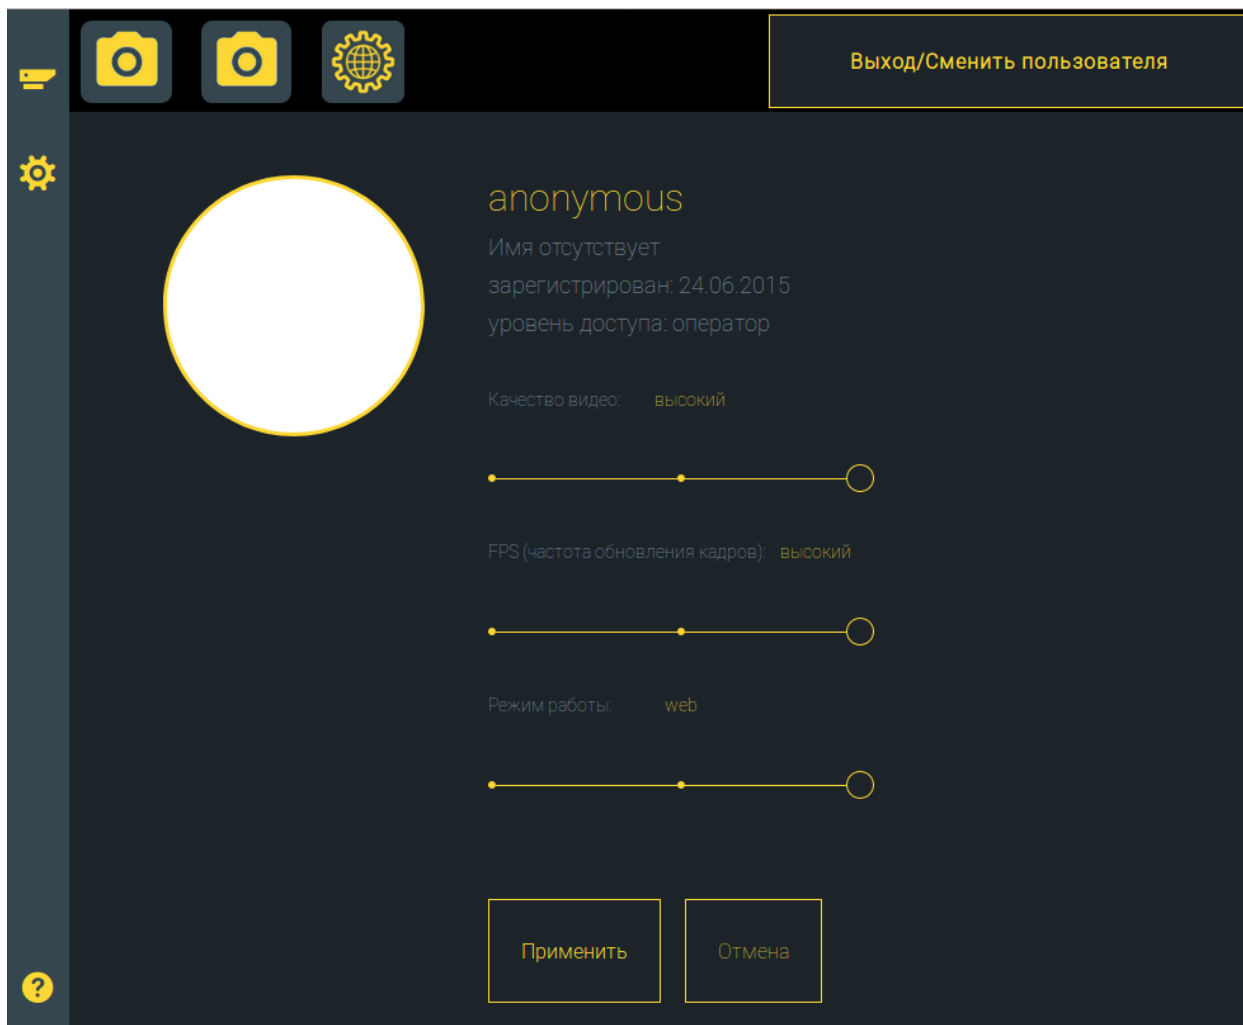 Выход/Сменить пользователя
anonymous
Имя отсутствует
зарегистрирован: 24.06.2015
уровень доступа: оператор
Качество видео: высокий
FPS (частота обновления кадров): высокий
Режим работы: web
Применить Отмена
?